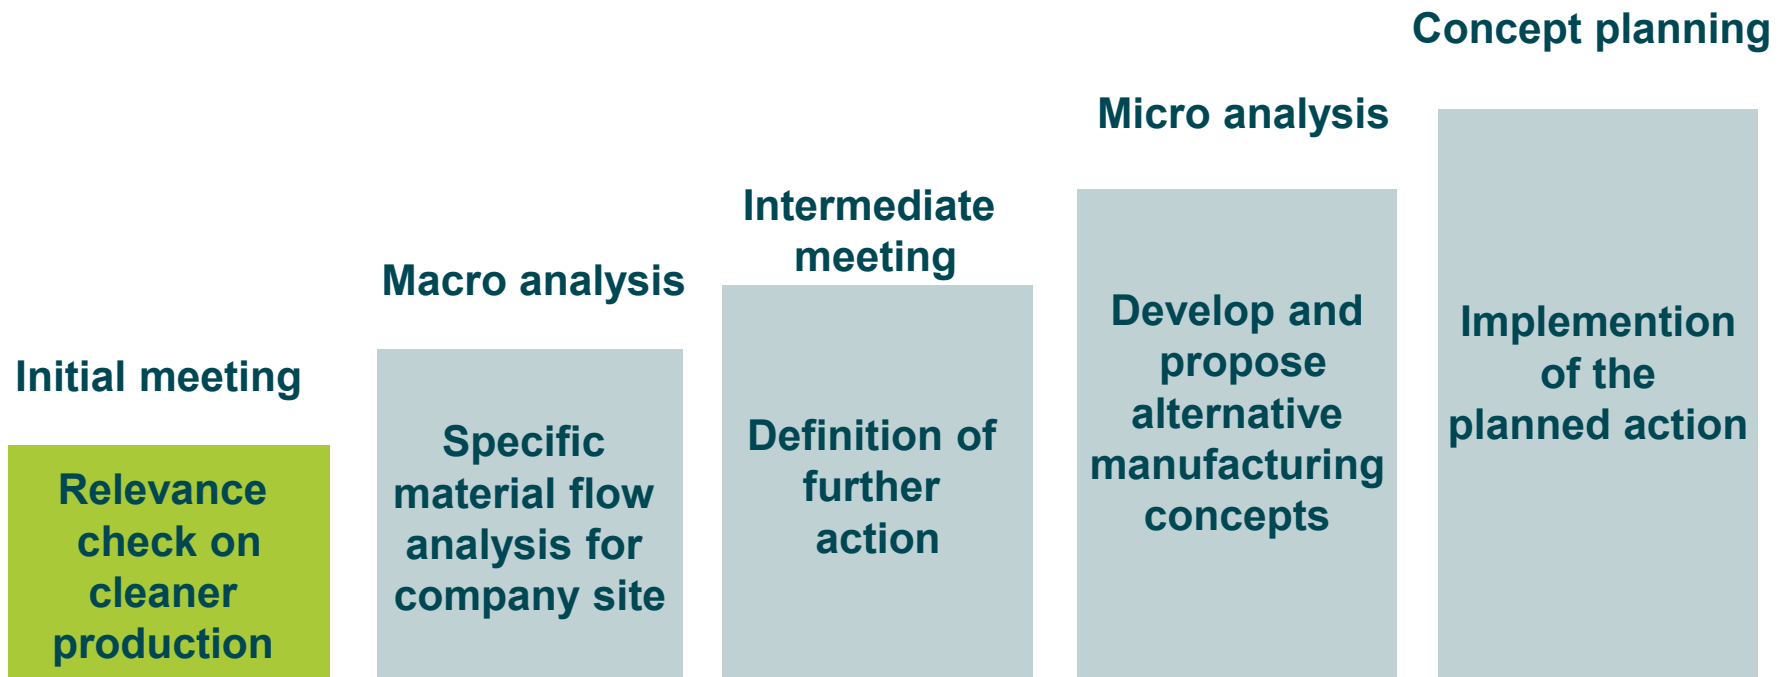 Initial meeting
Relevance
check on
cleaner
production
Macro analysis
Specific
material flow
analysis for
company site
Intermediate
meeting
Definition of
further
action
Micro analysis
Develop and
propose
alternative
manufacturing
concepts
Concept planning
Implemention
of the
planned action